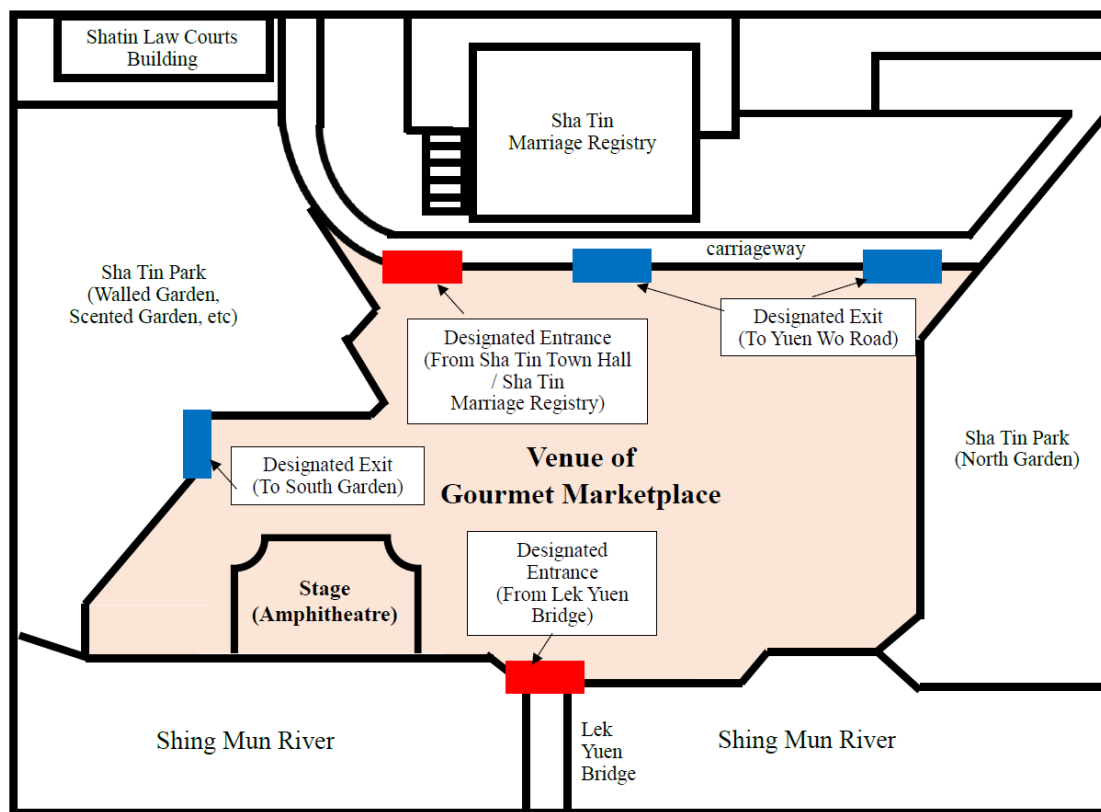 Shatin Law Courts
Building
Sha Tin
Marriage Registry
carriageway
Sha Tin Park
(Walled Garden,
Scented Garden, etc)
Designated Entrance
(From Sha Tin Town Hall
/ Sha Tin
Marriage Registry)
Designated Exit
(To Yuen Wo Road)
Sha Tin Park
(North Garden)
Designated Exit
(To South Garden)
Venue of
Gourmet Marketplace
Stage
(Amphitheatre)
Designated
Entrance
(From Lek Yuen
Bridge)
Shing Mun River
Lek
Yuen
Bridge
Shing Mun River